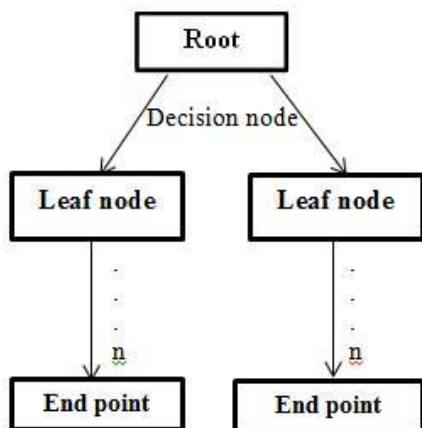 Root
Decision node
Leaf node Leaf node
.
.
.
.
.
.
n n
End point End point